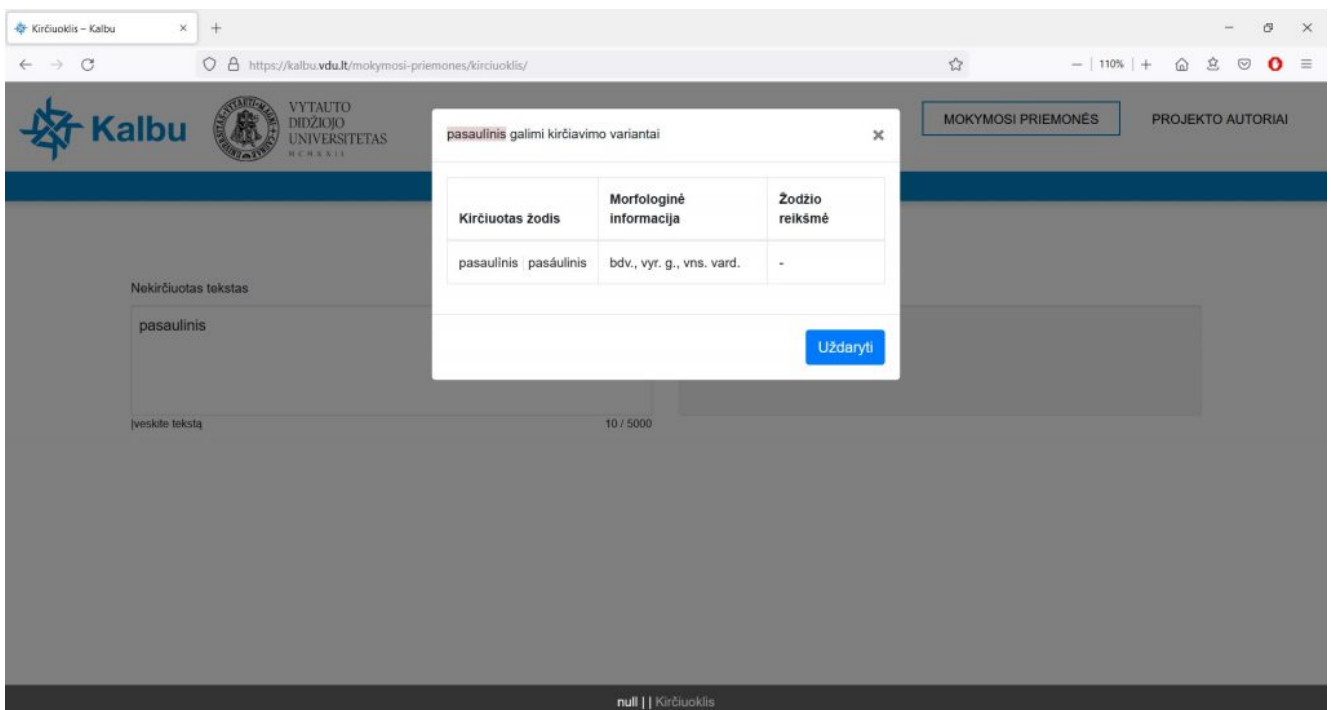 Kirčiuoklis – Kalbu
https://kalbu.vdu.lt/mokymosi-priemones/kirciuoklis/
110%
Kalbu
VYTAUTO
DIDŽIOJO
UNIVERSITETAS
MCMXXII
MOKYMOSI PRIEMONĖS
PROJEKTO AUTORIAI
pasaulìnis galimi kirčiavimo variantai
Kirčiuotas žodis
Morfologinė
informacija
Žodžio
reikšmė
pasaulìnis pasáulinis
bdv., vyr. g., vns. vard.
-
Uždaryti
Nekirčiuotas tekstas
pasaulinis
Įveskite tekstą
10 / 5000
null | | Kirčiuoklis